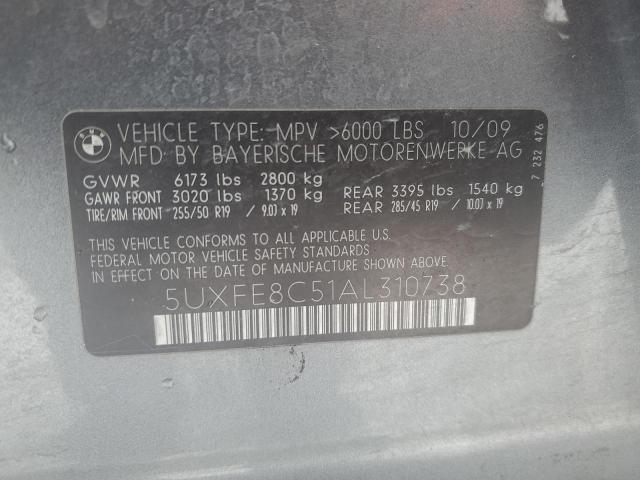 BMW
VEHICLE TYPE: MPV >6000 LBS 10/09
MFD BY BAYERISCHE MOTORENWERKE AG
GVWR 6173 lbs 2800 kg
GAWR FRONT 3020 lbs 1370 kg REAR 3395 lbs 1540 kg
TIRE/RIM FRONT 255/50 R19 / 9.0J x 19 REAR 285/45 R19 / 10.0J x 19
THIS VEHICLE CONFORMS TO ALL APPLICABLE U.S.
FEDERAL MOTOR VEHICLE SAFETY STANDARDS
IN EFFECT ON THE DATE OF MANUFACTURE SHOWN ABOVE.
5UXFE8C51AL310738
7 232 476